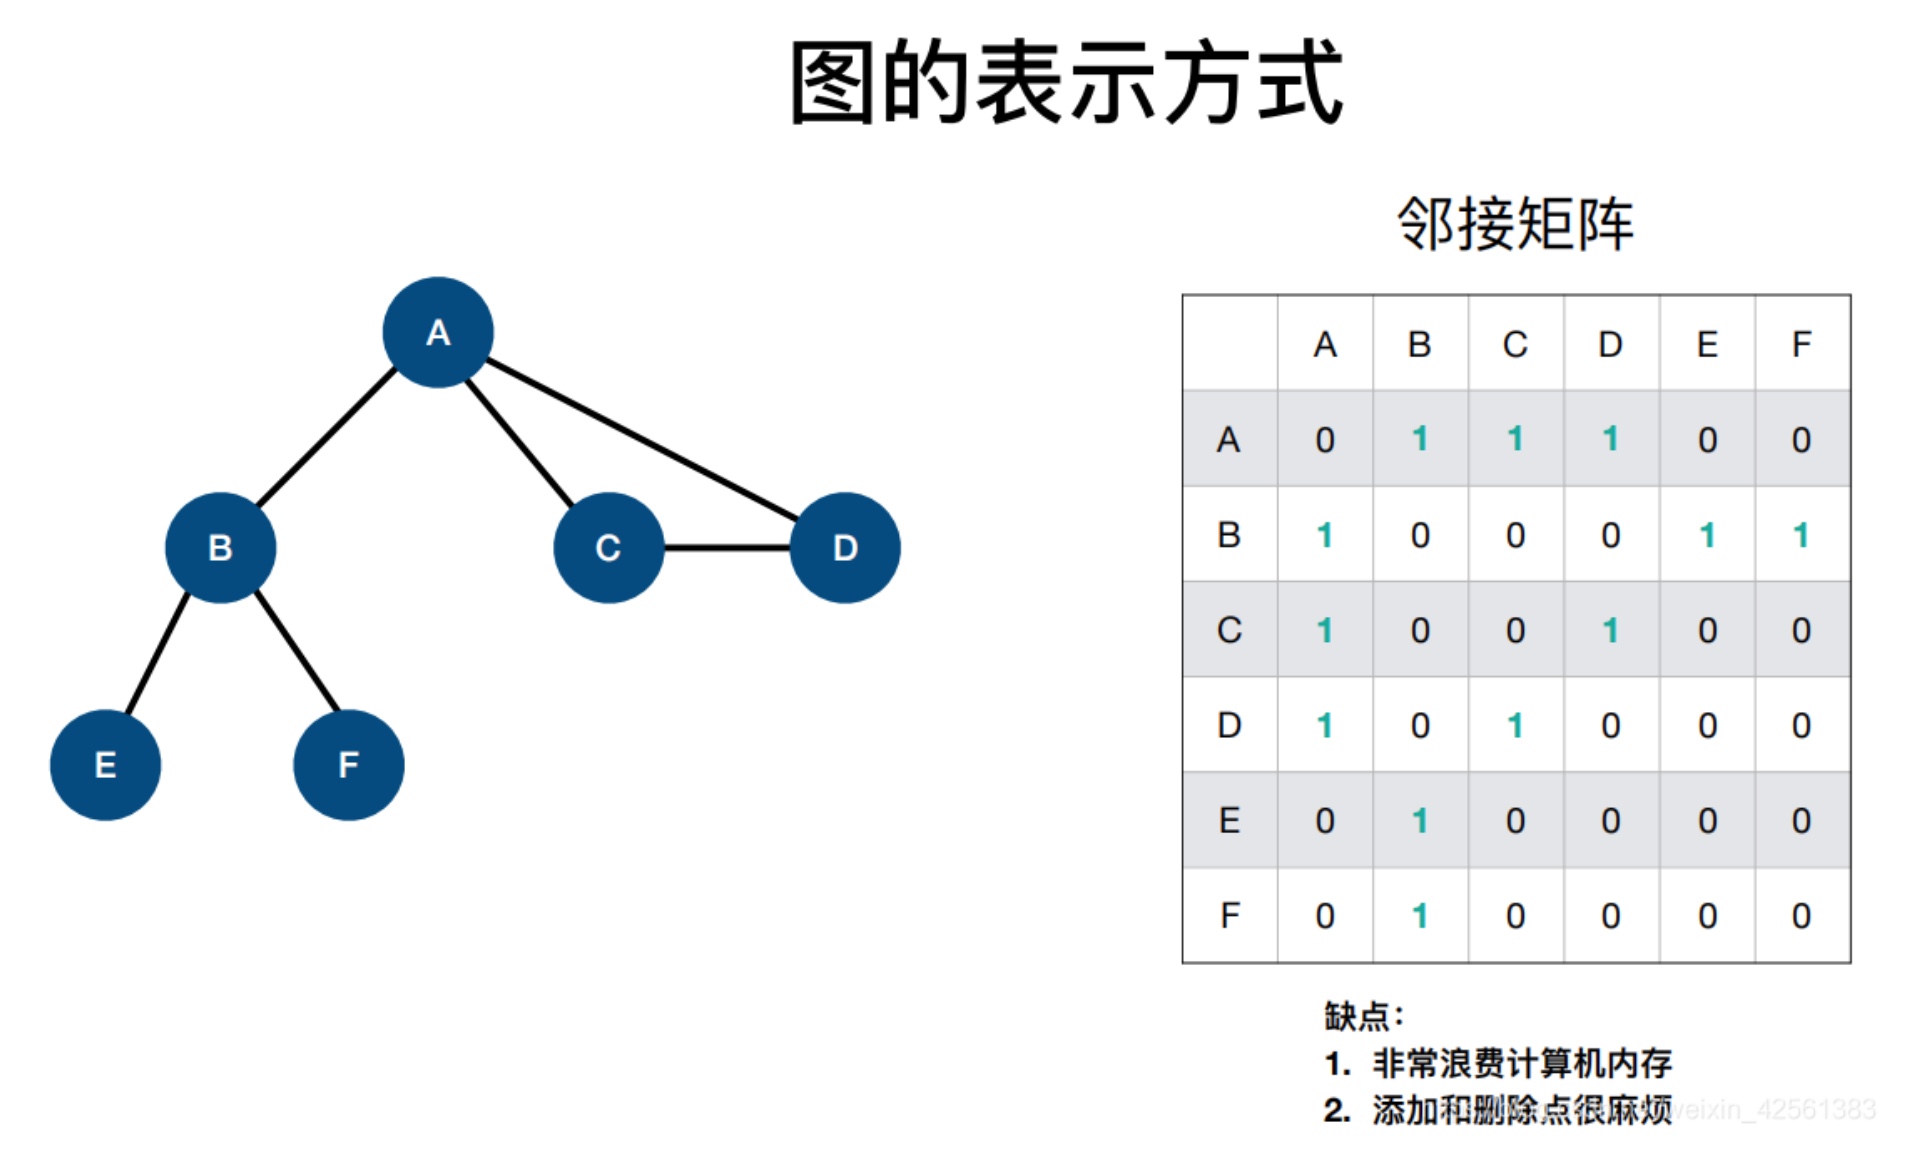 图的表示方式
邻接矩阵
A
B
C
D
E
F
A B C D E F
A 0 1 1 1 0 0
B 1 0 0 0 1 1
C 1 0 0 1 0 0
D 1 0 1 0 0 0
E 0 1 0 0 0 0
F 0 1 0 0 0 0
缺点：
1. 非常浪费计算机内存
2. 添加和删除点很麻烦
weixin_42561383